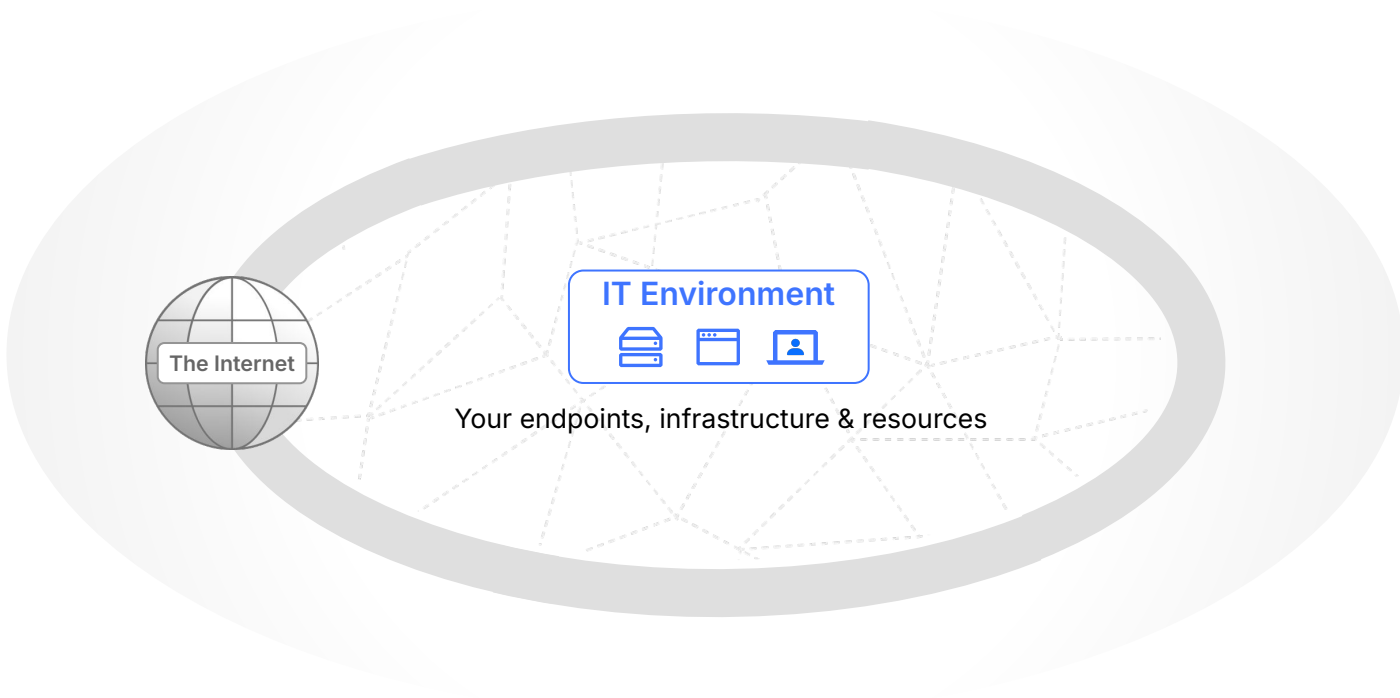 The Internet
IT Environment
Your endpoints, infrastructure & resources